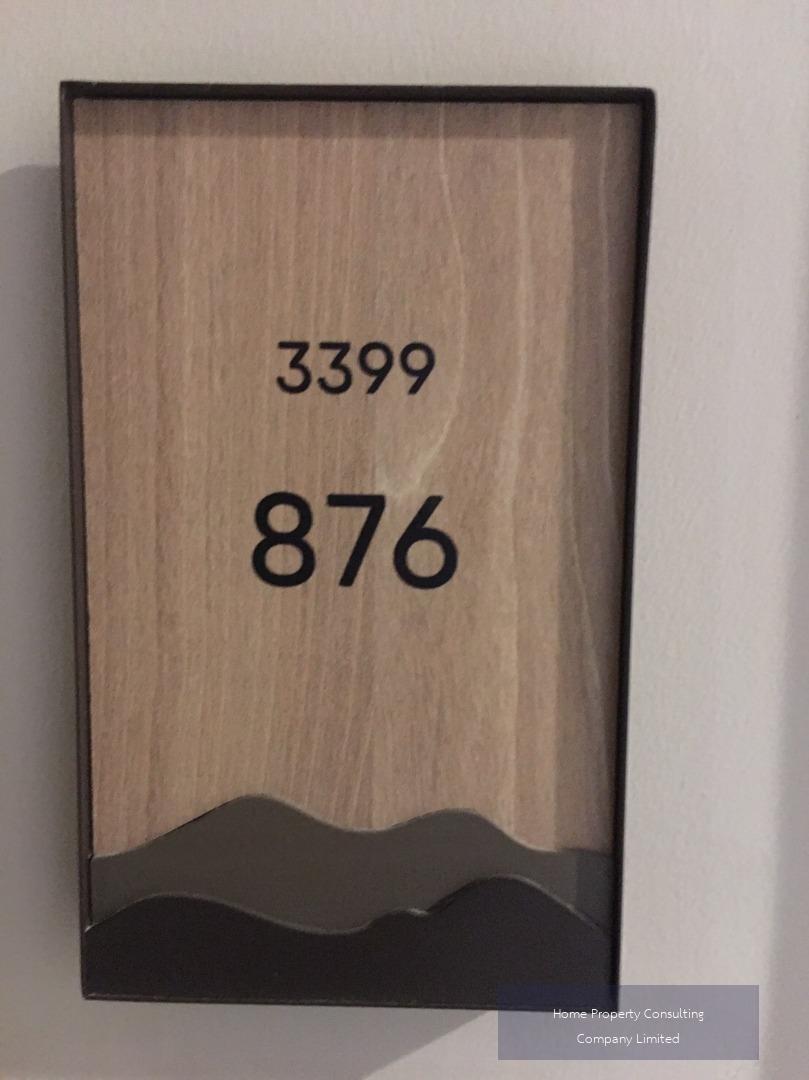 3399
876
Home Property Consulting
Company Limited